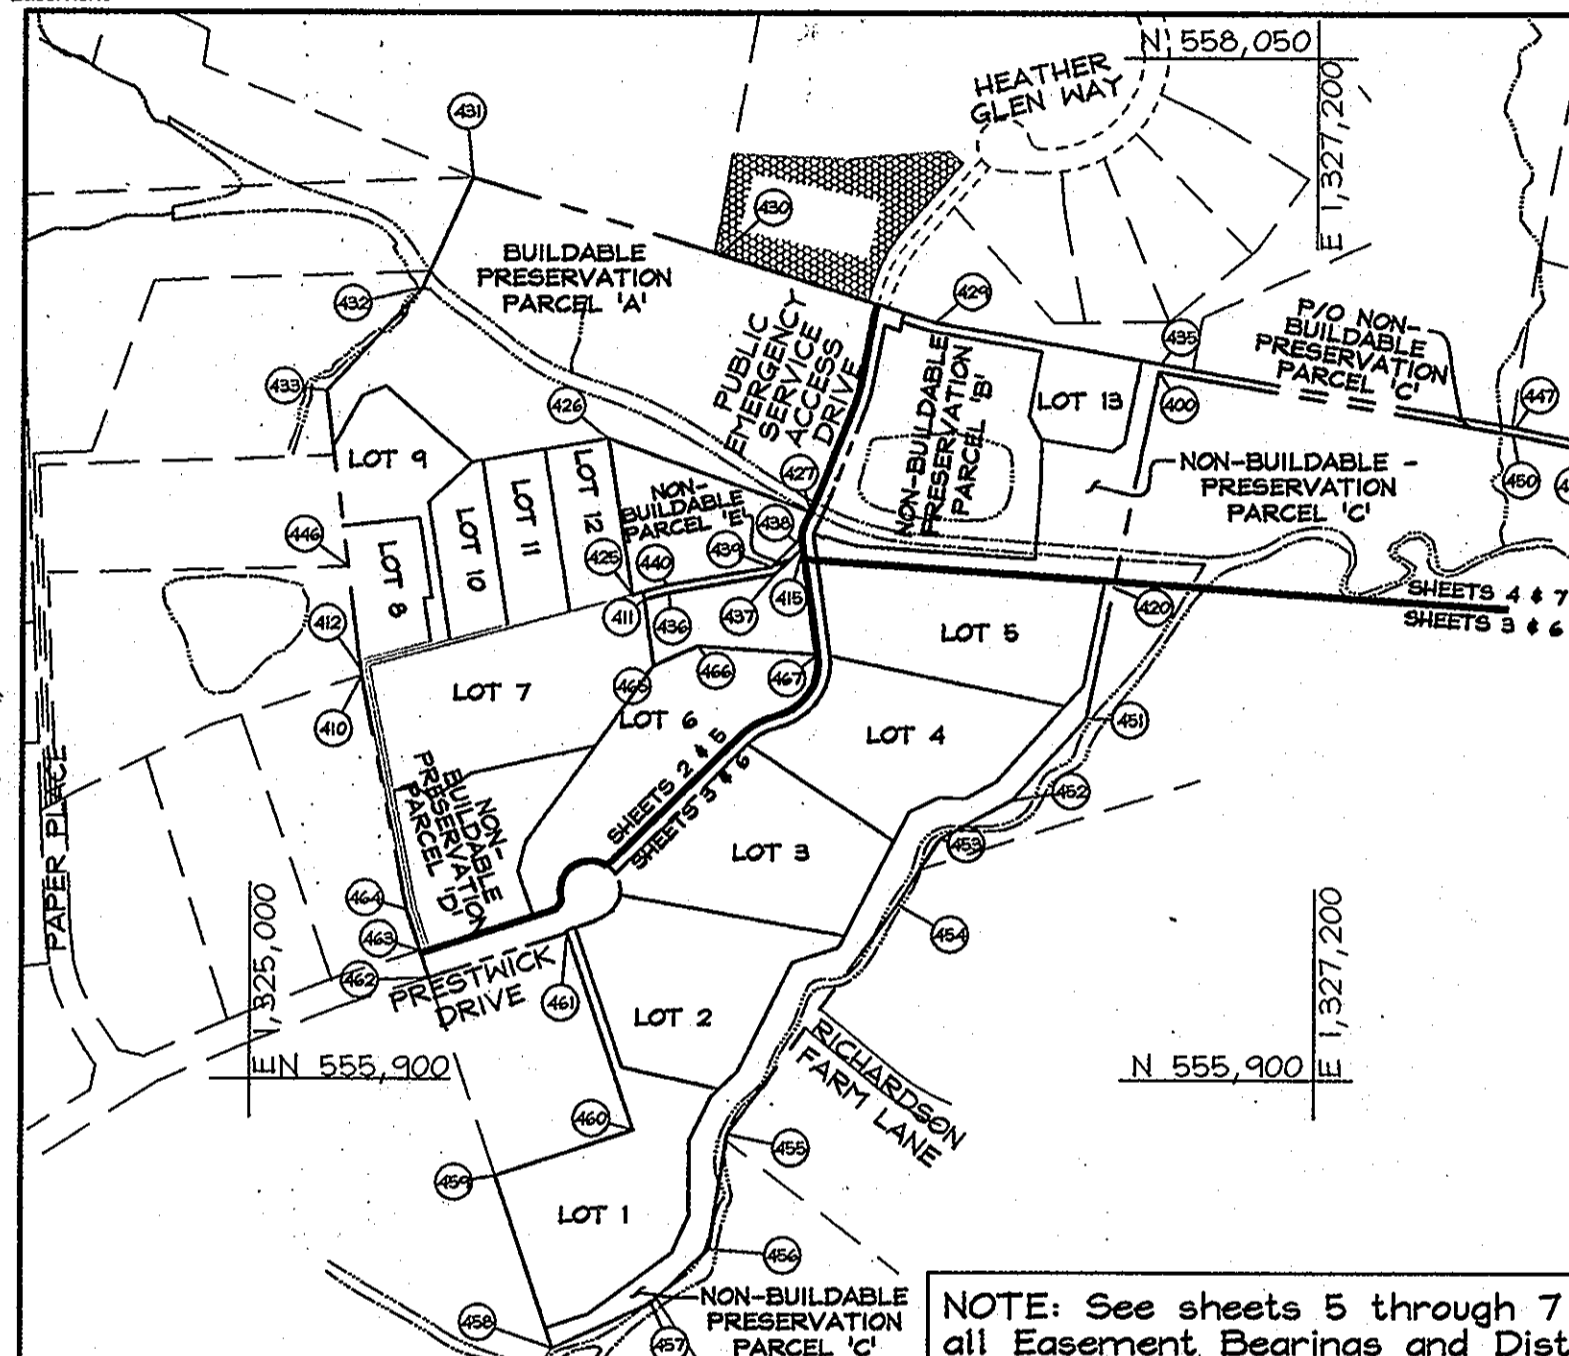 N 558,050
E 1,327,200
HEATHER
GLEN WAY
431
430
BUILDABLE
PRESERVATION
PARCEL 'A'
432
429
P/O NON-
BUILDABLE
PRESERVATION
PARCEL 'C'
PUBLIC
EMERGENCY
SERVICE
ACCESS
DRIVE
435
433
426
NON-BUILDABLE
PRESERVATION
PARCEL 'B'
LOT 13
400
447
LOT 9
427
NON-BUILDABLE -
PRESERVATION
PARCEL 'C'
450
LOT 12
LOT 11
LOT 10
NON-
BUILDABLE
PARCEL 'E'
438
439
446
LOT 8
425
440
415
SHEETS 4 & 7
SHEETS 3 & 6
420
412
411
436
437
LOT 5
466
467
465
LOT 7
LOT 6
410
451
LOT 4
PAPER PLACE
NON-
BUILDABLE
PRESERVATION
PARCEL 'D'
SHEETS 2 & 5
SHEETS 3 & 6
452
453
LOT 3
464
463
454
462
PRESTWICK
DRIVE
461
E 1,325,000
N 555,900
LOT 2
RICHARDSON
FARM LANE
N 555,900
E 1,327,200
460
455
459
LOT 1
456
458
457
NON-BUILDABLE
PRESERVATION
PARCEL 'C'
NOTE: See sheets 5 through 7
all Easement Bearings and Dist